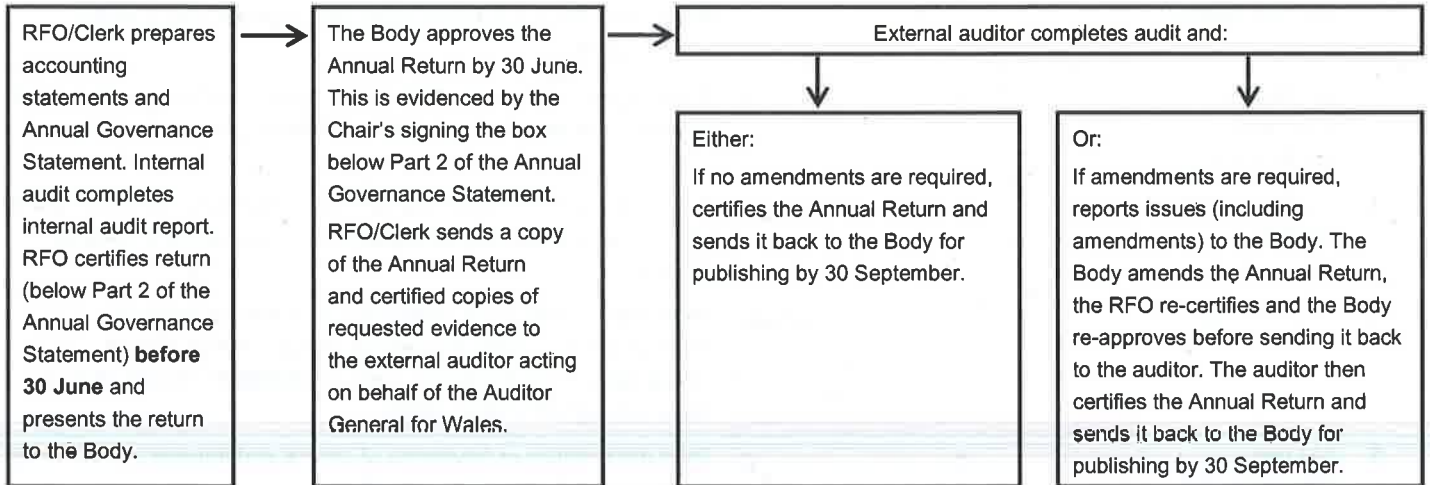 RFO/Clerk prepares
accounting
statements and
Annual Governance
Statement. Internal
audit completes
internal audit report.
RFO certifies return
(below Part 2 of the
Annual Governance
Statement) before
30 June and
presents the return
to the Body.
The Body approves the
Annual Return by 30 June.
This is evidenced by the
Chair's signing the box
below Part 2 of the Annual
Governance Statement.
RFO/Clerk sends a copy
of the Annual Return
and certified copies of
requested evidence to
the external auditor acting
on behalf of the Auditor
General for Wales.
External auditor completes audit and:
Either:
If no amendments are required,
certifies the Annual Return and
sends it back to the Body for
publishing by 30 September.
Or:
If amendments are required,
reports issues (including
amendments) to the Body. The
Body amends the Annual Return,
the RFO re-certifies and the Body
re-approves before sending it back
to the auditor. The auditor then
certifies the Annual Return and
sends it back to the Body for
publishing by 30 September.